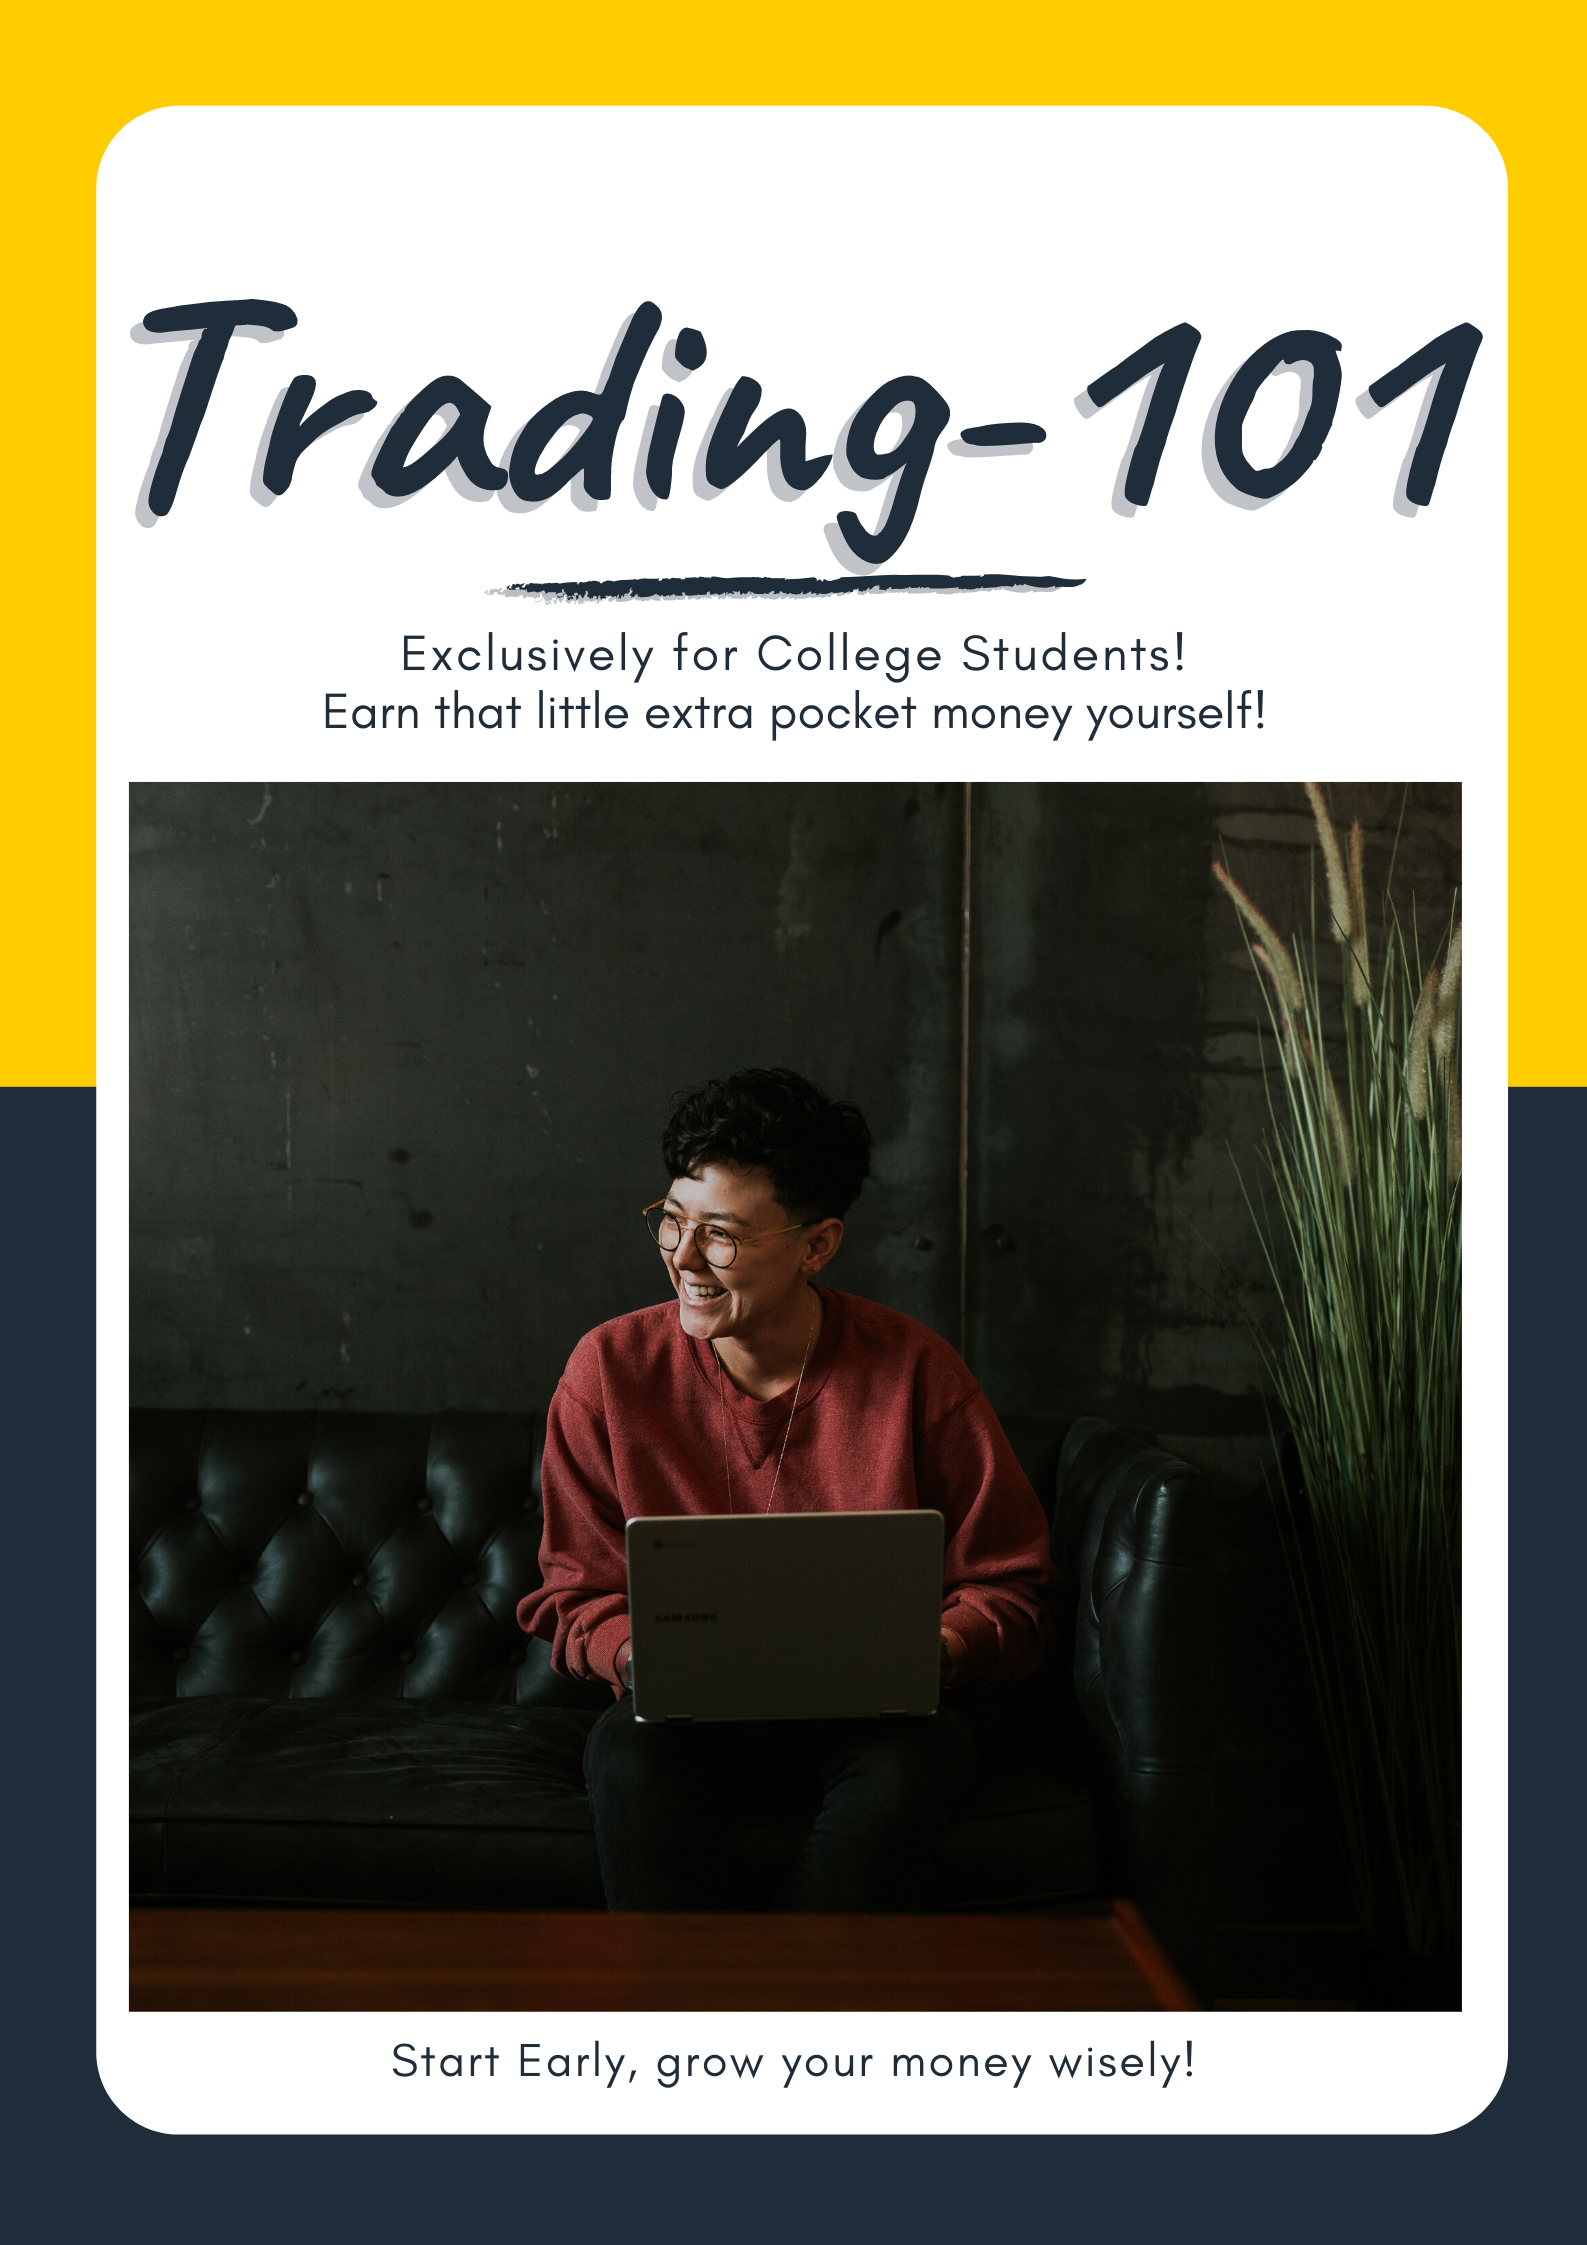 Trading-101
Exclusively for College Students!
Earn that little extra pocket money yourself!
SAMSUNG
Start Early, grow your money wisely!